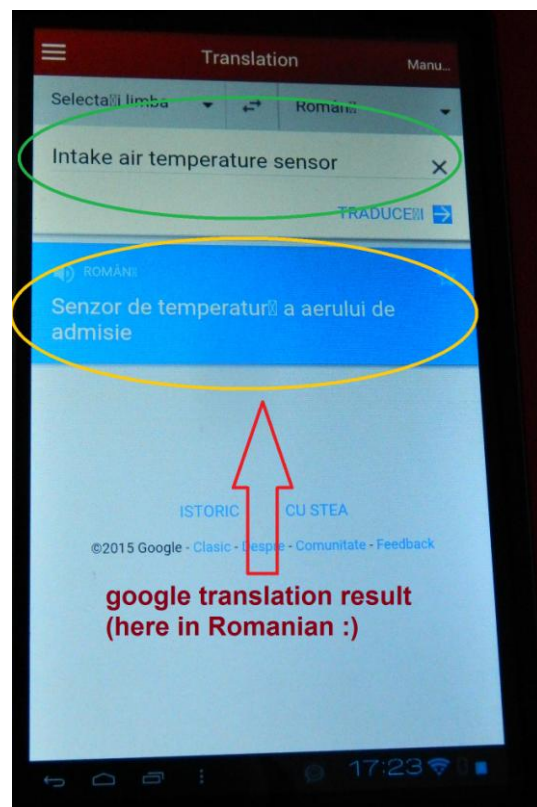 Translation Manu...
Selecta▯i limba Român▯
Intake air temperature sensor
TRADUCE▯I
ROMÂN▯
Senzor de temperatur▯ a aerului de
admisie
ISTORIC CU STEA
©2015 Google - Clasic - Despre - Comunitate - Feedback
google translation result
(here in Romanian :)
17:23